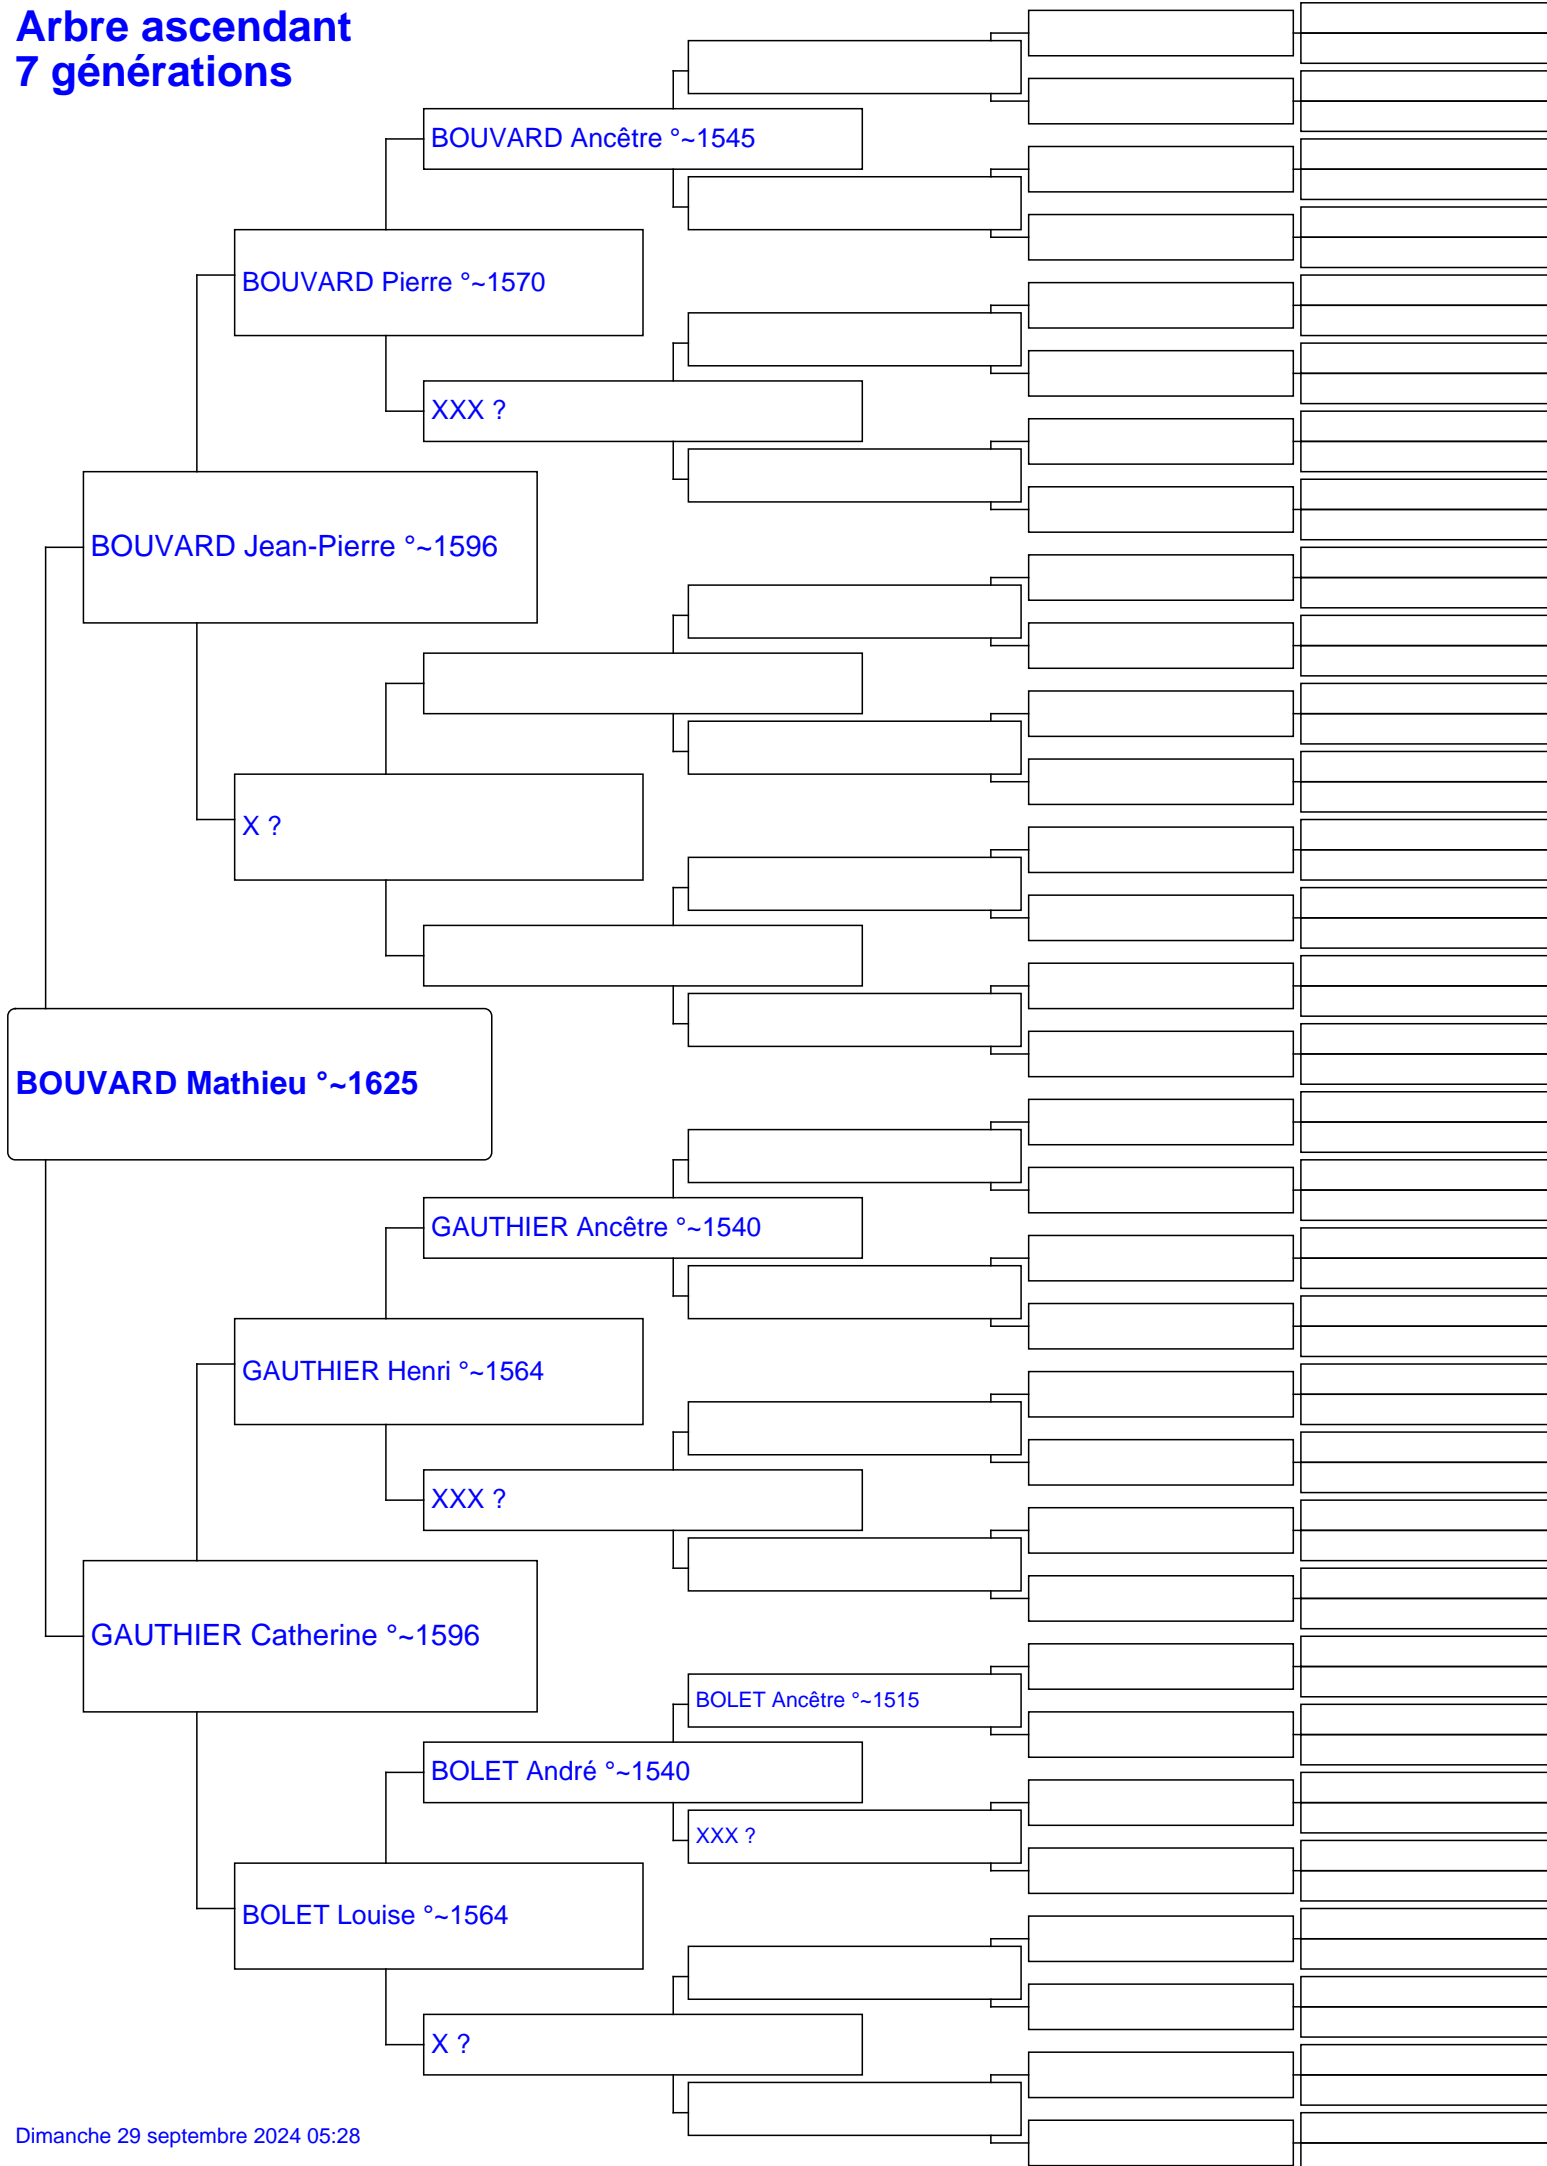 Arbre ascendant
7 générations
BOUVARD Ancêtre °~1545
BOUVARD Pierre °~1570
XXX ?
BOUVARD Jean-Pierre °~1596
X ?
BOUVARD Mathieu °~1625
GAUTHIER Ancêtre °~1540
GAUTHIER Henri °~1564
XXX ?
GAUTHIER Catherine °~1596
BOLET Ancêtre °~1515
BOLET André °~1540
XXX ?
BOLET Louise °~1564
X ?
Dimanche 29 septembre 2024 05:28